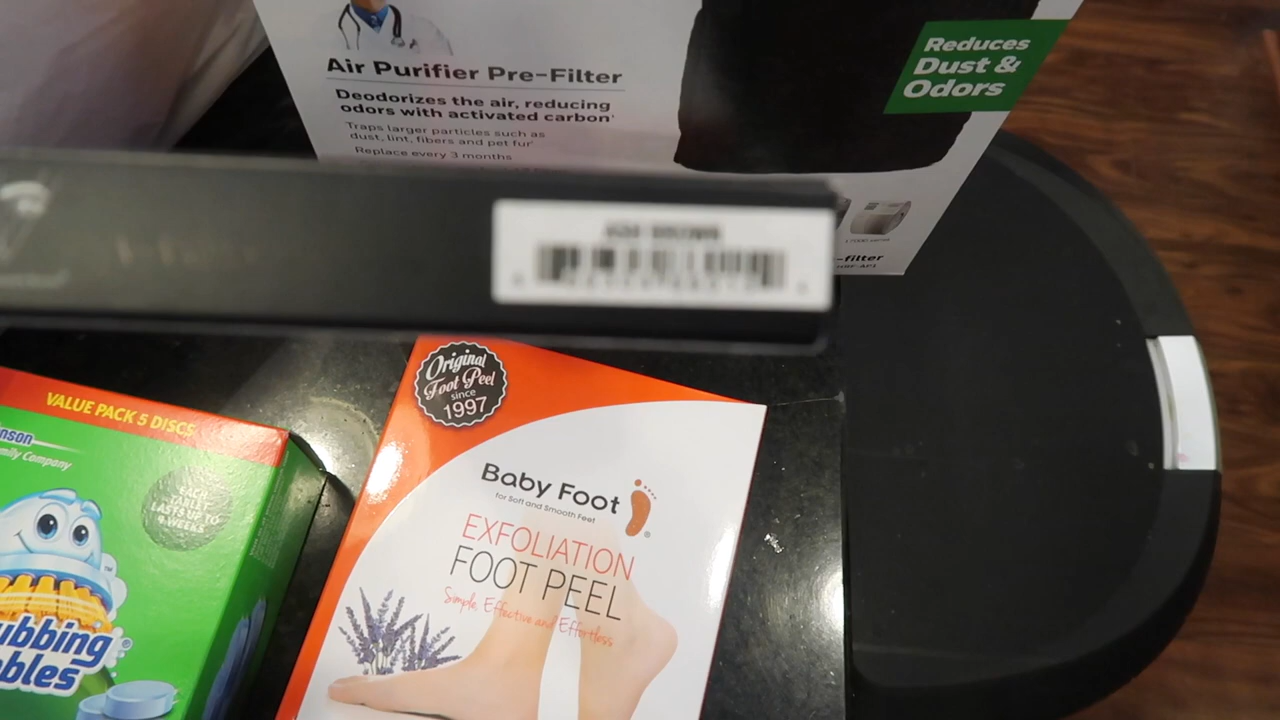 Reduces
Dust &
Odors
Air Purifier Pre-Filter
Deodorizes the air, reducing
odors with activated carbon
Traps larger particles such as
dust, lint, fibers and pet fur
Replace every 3 months
-filter
Original
Foot Peel
since
1997
VALUE PACK 5 DISCS
nson
mily Company
EACH
TABLET
LASTS UP TO
4 WEEKS
ubbing
bles
Baby Foot
for Soft and Smooth Feet
EXFOLIATION
FOOT PEEL
Simple, Effective and Effortless